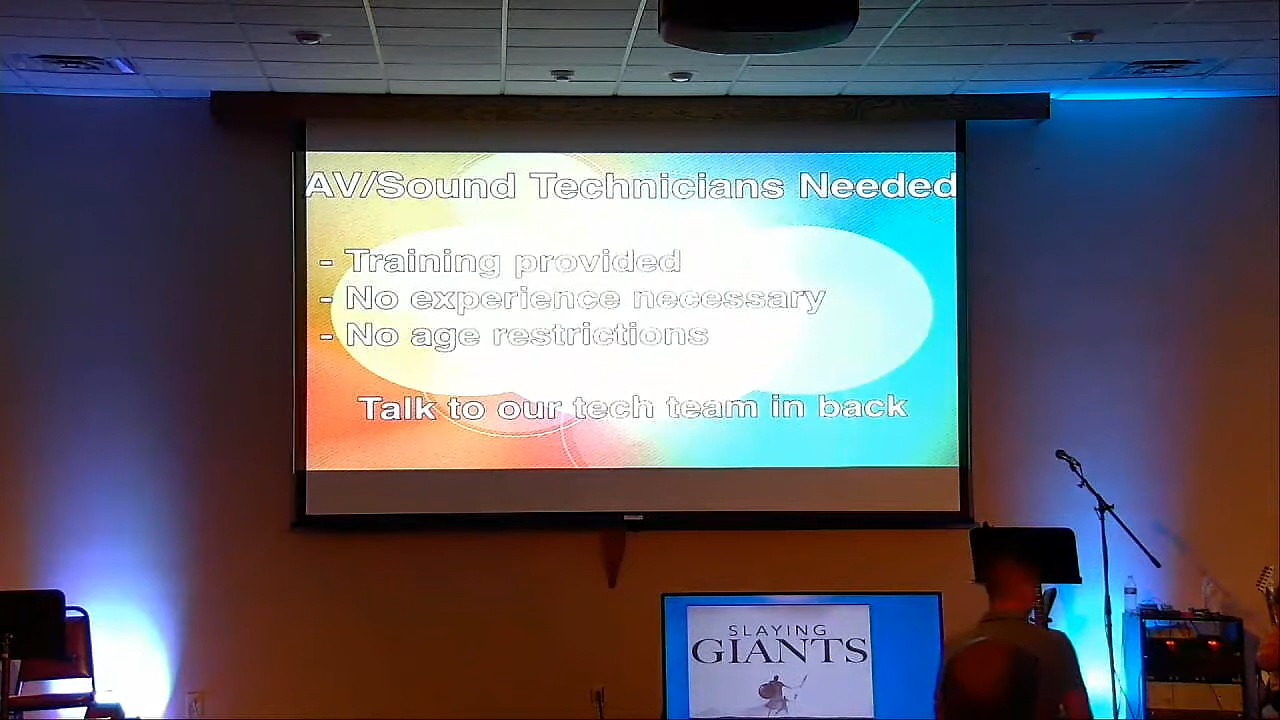 AV/Sound Technicians Needed
- Training provided
- No experience necessary
- No age restrictions
Talk to our tech team in back
SLAYING
GIANTS